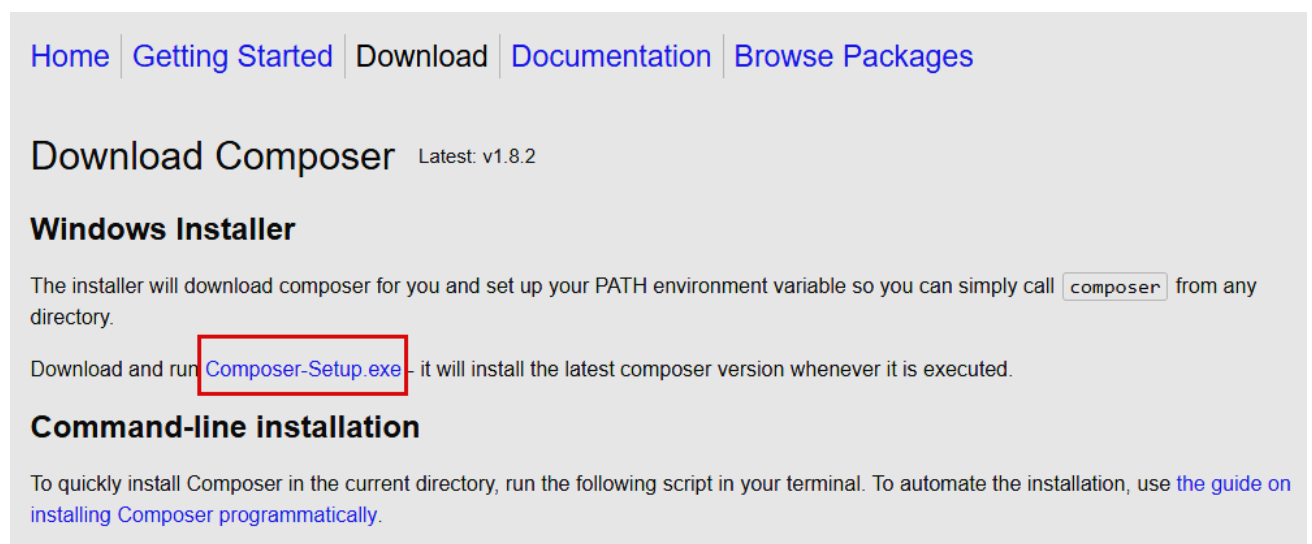 Home Getting Started Download Documentation Browse Packages
Download Composer Latest: v1.8.2
Windows Installer
The installer will download composer for you and set up your PATH environment variable so you can simply call composer from any
directory.
Download and run Composer-Setup.exe - it will install the latest composer version whenever it is executed.
Command-line installation
To quickly install Composer in the current directory, run the following script in your terminal. To automate the installation, use the guide on
installing Composer programmatically.